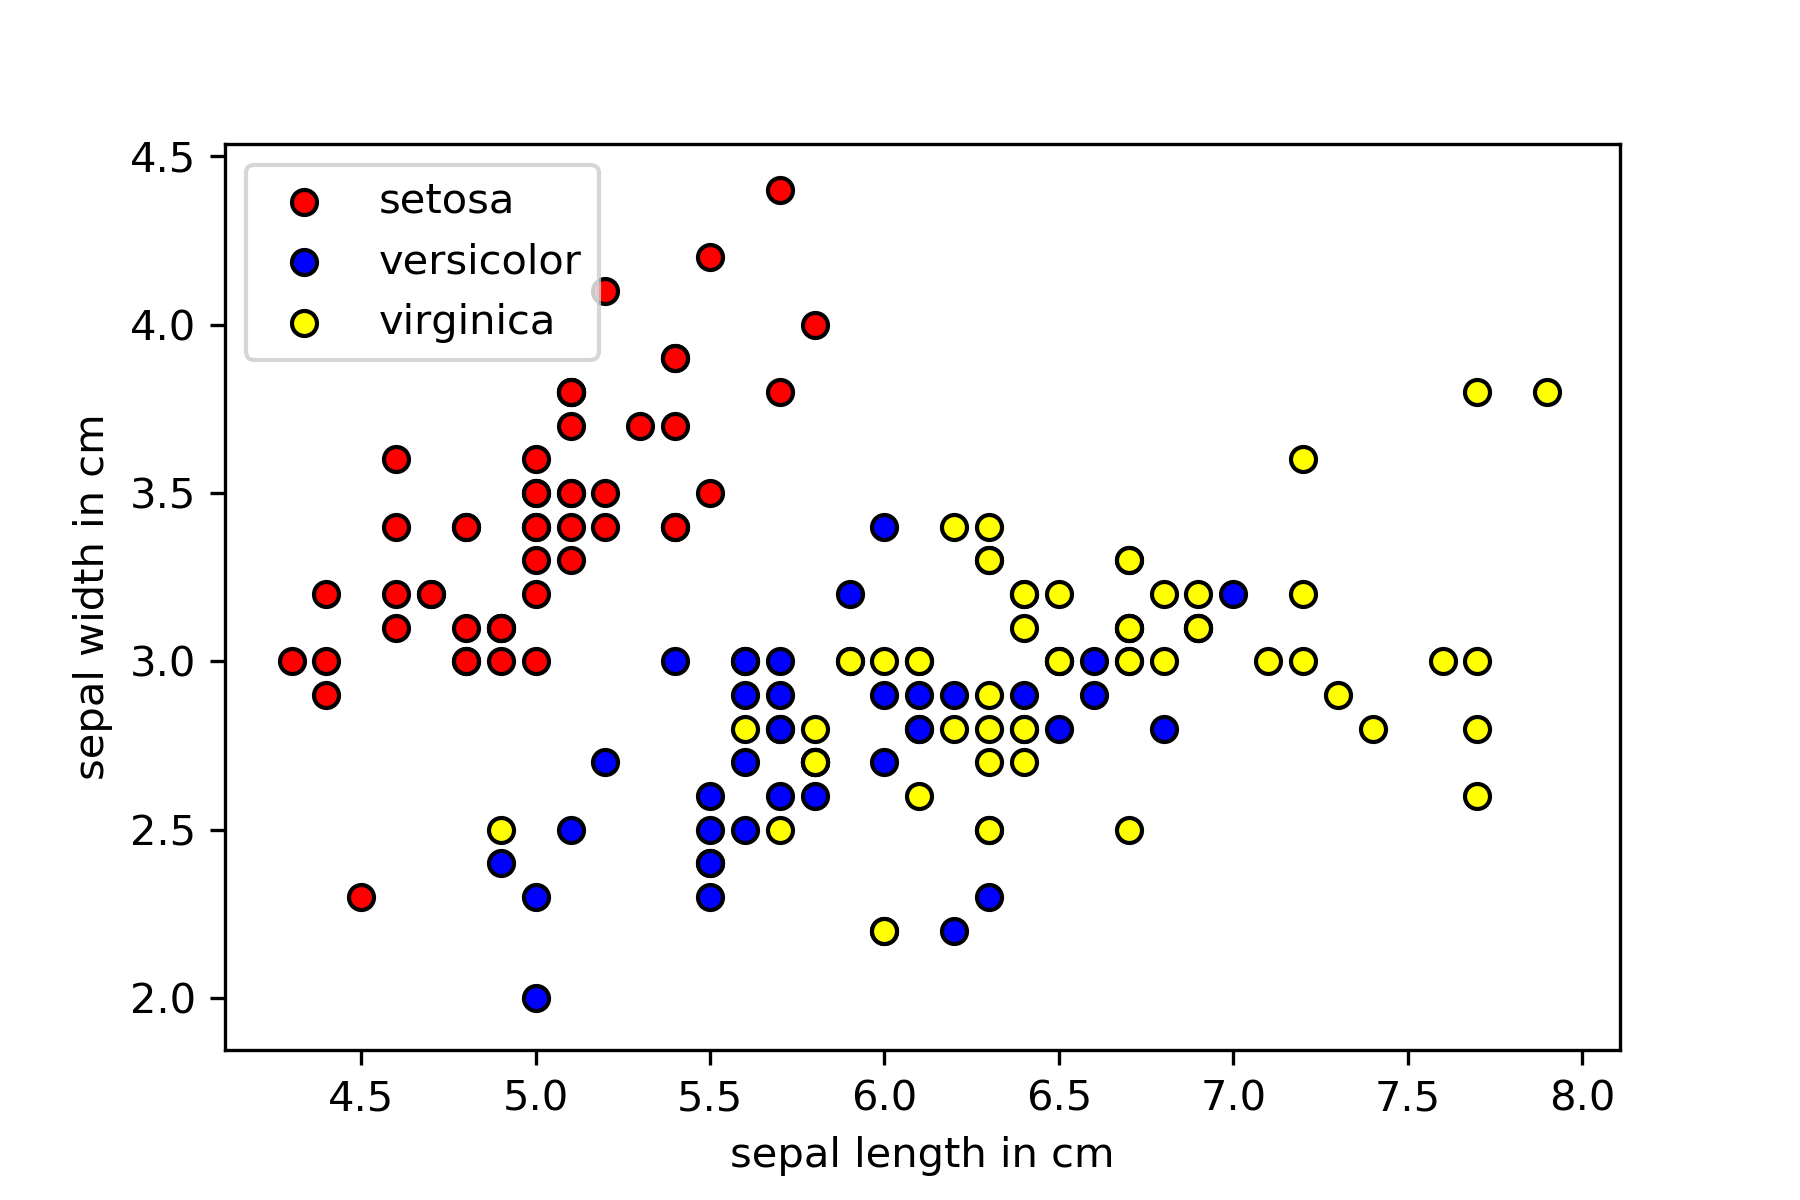 setosa
versicolor
virginica
4.5
4.0
3.5
3.0
2.5
2.0
sepal width in cm
4.5 5.0 5.5 6.0 6.5 7.0 7.5 8.0
sepal length in cm